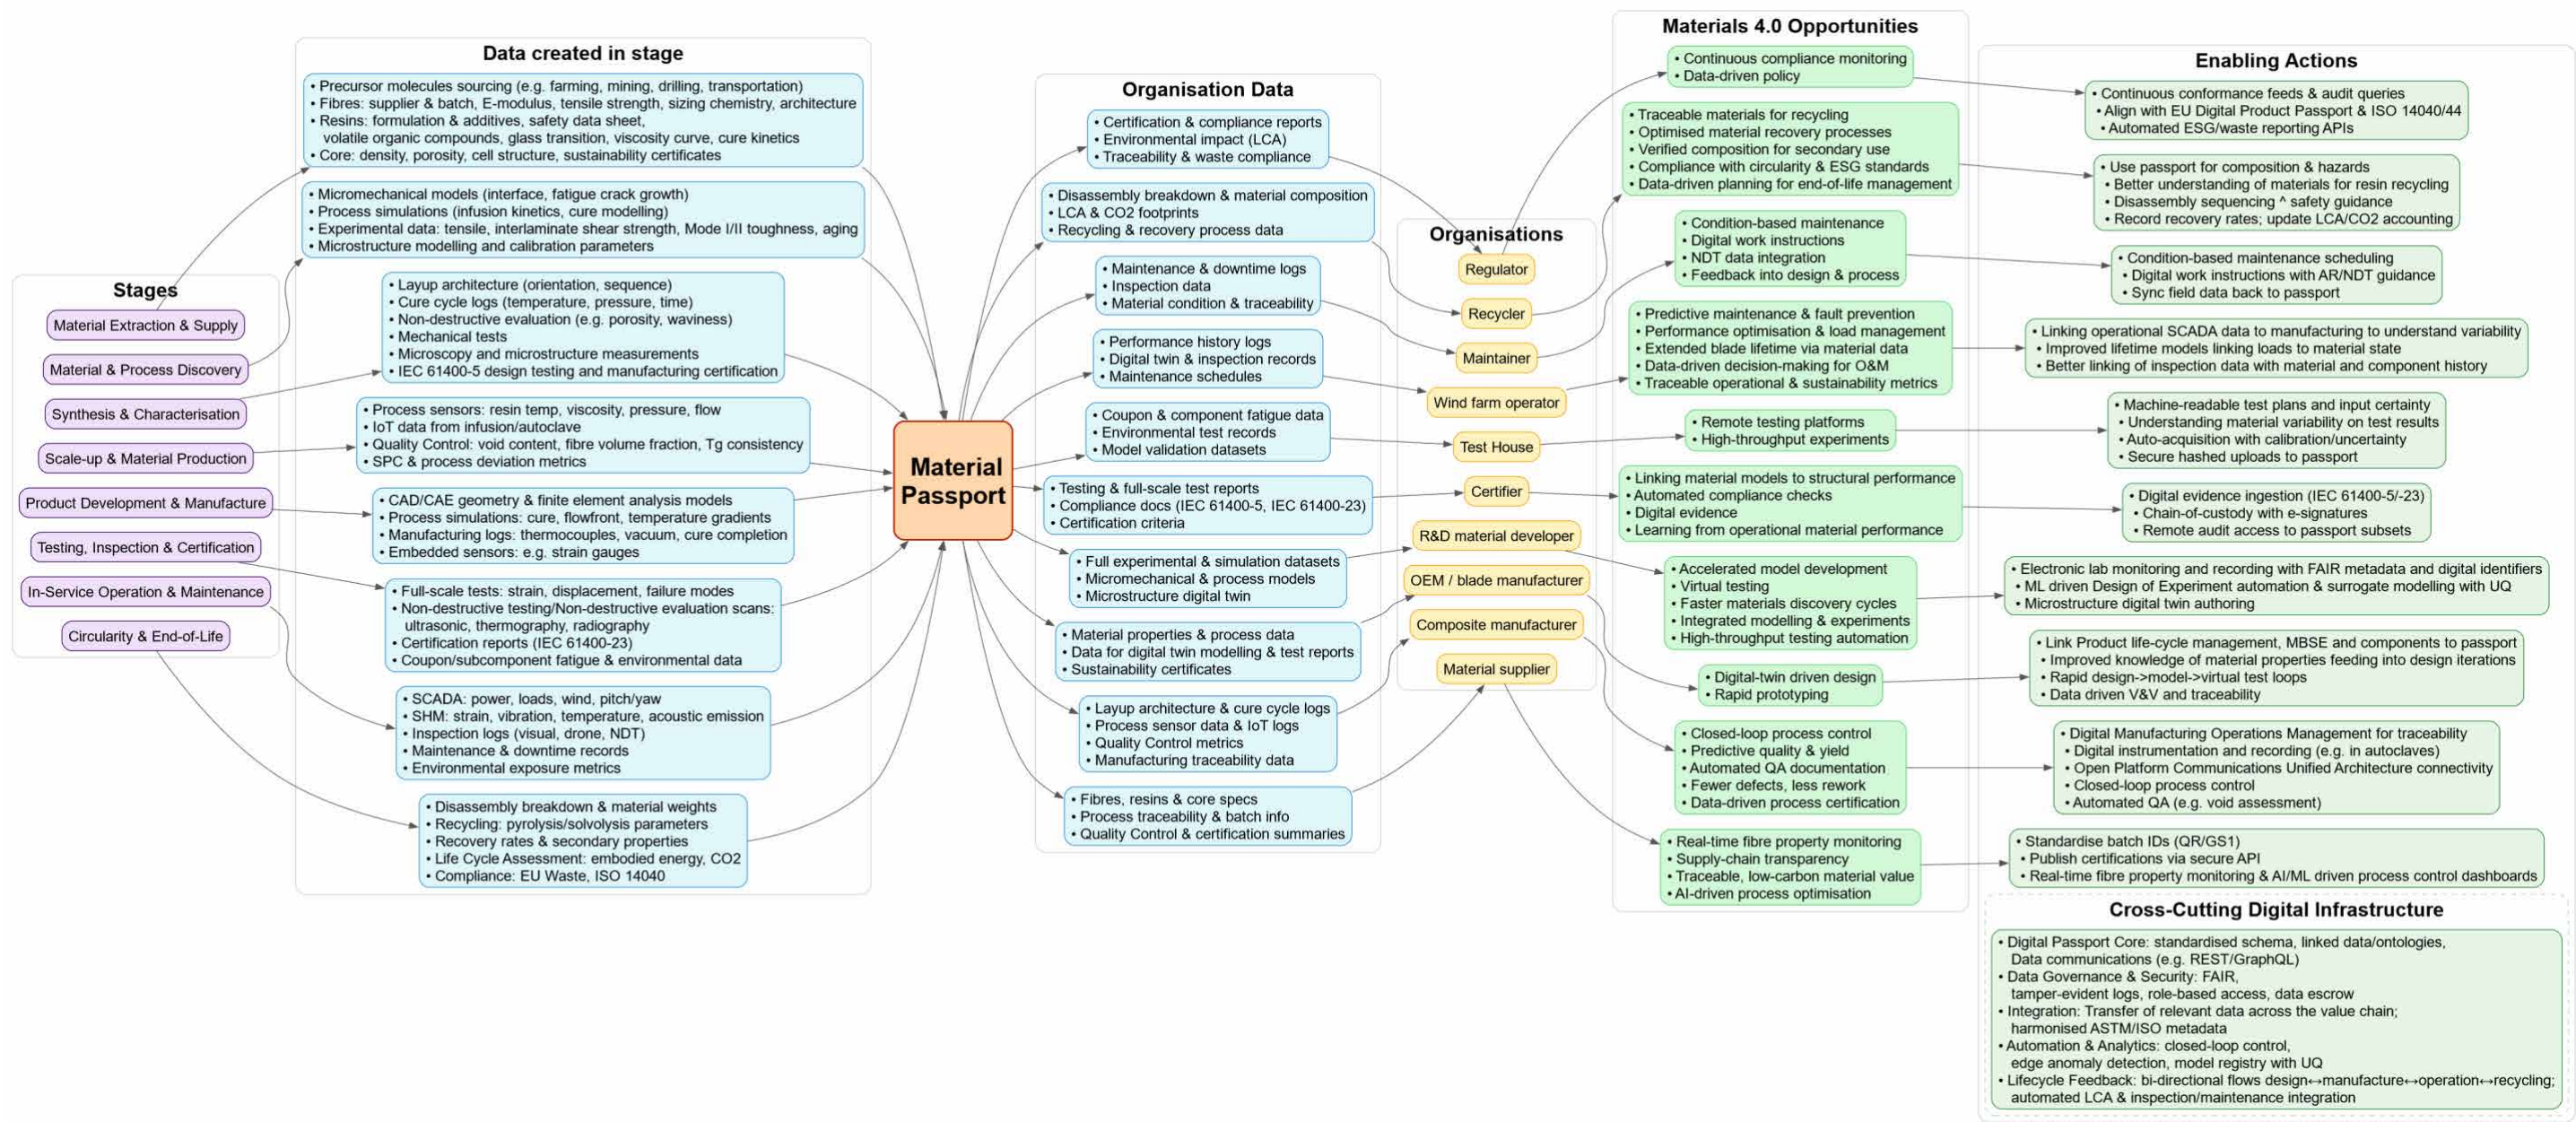 Stages
Material Extraction & Supply
Material & Process Discovery
Synthesis & Characterisation
Scale-up & Material Production
Product Development & Manufacture
Testing, Inspection & Certification
In-Service Operation & Maintenance
Circularity & End-of-Life
Data created in stage
• Precursor molecules sourcing (e.g. farming, mining, drilling, transportation)
• Fibres: supplier & batch, E-modulus, tensile strength, sizing chemistry, architecture
• Resins: formulation & additives, safety data sheet,
volatile organic compounds, glass transition, viscosity curve, cure kinetics
• Core: density, porosity, cell structure, sustainability certificates
• Micromechanical models (interface, fatigue crack growth)
• Process simulations (infusion kinetics, cure modelling)
• Experimental data: tensile, interlaminate shear strength, Mode I/II toughness, aging
• Microstructure modelling and calibration parameters
• Layup architecture (orientation, sequence)
• Cure cycle logs (temperature, pressure, time)
• Non-destructive evaluation (e.g. porosity, waviness)
• Mechanical tests
• Microscopy and microstructure measurements
• IEC 61400-5 design testing and manufacturing certification
• Process sensors: resin temp, viscosity, pressure, flow
• IoT data from infusion/autoclave
• Quality Control: void content, fibre volume fraction, Tg consistency
• SPC & process deviation metrics
• CAD/CAE geometry & finite element analysis models
• Process simulations: cure, flowfront, temperature gradients
• Manufacturing logs: thermocouples, vacuum, cure completion
• Embedded sensors: e.g. strain gauges
• Full-scale tests: strain, displacement, failure modes
• Non-destructive testing/Non-destructive evaluation scans:
ultrasonic, thermography, radiography
• Certification reports (IEC 61400-23)
• Coupon/subcomponent fatigue & environmental data
• SCADA: power, loads, wind, pitch/yaw
• SHM: strain, vibration, temperature, acoustic emission
• Inspection logs (visual, drone, NDT)
• Maintenance & downtime records
• Environmental exposure metrics
• Disassembly breakdown & material weights
• Recycling: pyrolysis/solvolysis parameters
• Recovery rates & secondary properties
• Life Cycle Assessment: embodied energy, CO2
• Compliance: EU Waste, ISO 14040
Material
Passport
Organisation Data
• Certification & compliance reports
• Environmental impact (LCA)
• Traceability & waste compliance
• Disassembly breakdown & material composition
• LCA & CO2 footprints
• Recycling & recovery process data
• Maintenance & downtime logs
• Inspection data
• Material condition & traceability
• Performance history logs
• Digital twin & inspection records
• Maintenance schedules
• Coupon & component fatigue data
• Environmental test records
• Model validation datasets
• Testing & full-scale test reports
• Compliance docs (IEC 61400-5, IEC 61400-23)
• Certification criteria
• Full experimental & simulation datasets
• Micromechanical & process models
• Microstructure digital twin
• Material properties & process data
• Data for digital twin modelling & test reports
• Sustainability certificates
• Layup architecture & cure cycle logs
• Process sensor data & IoT logs
• Quality Control metrics
• Manufacturing traceability data
• Fibres, resins & core specs
• Process traceability & batch info
• Quality Control & certification summaries
Organisations
Regulator
Recycler
Maintainer
Wind farm operator
Test House
Certifier
R&D material developer
OEM / blade manufacturer
Composite manufacturer
Material supplier
Materials 4.0 Opportunities
• Continuous compliance monitoring
• Data-driven policy
• Traceable materials for recycling
• Optimised material recovery processes
• Verified composition for secondary use
• Compliance with circularity & ESG standards
• Data-driven planning for end-of-life management
• Condition-based maintenance
• Digital work instructions
• NDT data integration
• Feedback into design & process
• Predictive maintenance & fault prevention
• Performance optimisation & load management
• Extended blade lifetime via material data
• Data-driven decision-making for O&M
• Traceable operational & sustainability metrics
• Remote testing platforms
• High-throughput experiments
• Linking material models to structural performance
• Automated compliance checks
• Digital evidence
• Learning from operational material performance
• Accelerated model development
• Virtual testing
• Faster materials discovery cycles
• Integrated modelling & experiments
• High-throughput testing automation
• Digital-twin driven design
• Rapid prototyping
• Closed-loop process control
• Predictive quality & yield
• Automated QA documentation
• Fewer defects, less rework
• Data-driven process certification
• Real-time fibre property monitoring
• Supply-chain transparency
• Traceable, low-carbon material value
• AI-driven process optimisation
Enabling Actions
• Continuous conformance feeds & audit queries
• Align with EU Digital Product Passport & ISO 14040/44
• Automated ESG/waste reporting APIs
• Use passport for composition & hazards
• Better understanding of materials for resin recycling
• Disassembly sequencing ^ safety guidance
• Record recovery rates; update LCA/CO2 accounting
• Condition-based maintenance scheduling
• Digital work instructions with AR/NDT guidance
• Sync field data back to passport
• Linking operational SCADA data to manufacturing to understand variability
• Improved lifetime models linking loads to material state
• Better linking of inspection data with material and component history
• Machine-readable test plans and input certainty
• Understanding material variability on test results
• Auto-acquisition with calibration/uncertainty
• Secure hashed uploads to passport
• Digital evidence ingestion (IEC 61400-5/-23)
• Chain-of-custody with e-signatures
• Remote audit access to passport subsets
• Electronic lab monitoring and recording with FAIR metadata and digital identifiers
• ML driven Design of Experiment automation & surrogate modelling with UQ
• Microstructure digital twin authoring
• Link Product life-cycle management, MBSE and components to passport
• Improved knowledge of material properties feeding into design iterations
• Rapid design->model->virtual test loops
• Data driven V&V and traceability
• Digital Manufacturing Operations Management for traceability
• Digital instrumentation and recording (e.g. in autoclaves)
• Open Platform Communications Unified Architecture connectivity
• Closed-loop process control
• Automated QA (e.g. void assessment)
• Standardise batch IDs (QR/GS1)
• Publish certifications via secure API
• Real-time fibre property monitoring & AI/ML driven process control dashboards
Cross-Cutting Digital Infrastructure
• Digital Passport Core: standardised schema, linked data/ontologies,
Data communications (e.g. REST/GraphQL)
• Data Governance & Security: FAIR,
tamper-evident logs, role-based access, data escrow
• Integration: Transfer of relevant data across the value chain;
harmonised ASTM/ISO metadata
• Automation & Analytics: closed-loop control,
edge anomaly detection, model registry with UQ
• Lifecycle Feedback: bi-directional flows design↔manufacture↔operation↔recycling;
automated LCA & inspection/maintenance integration